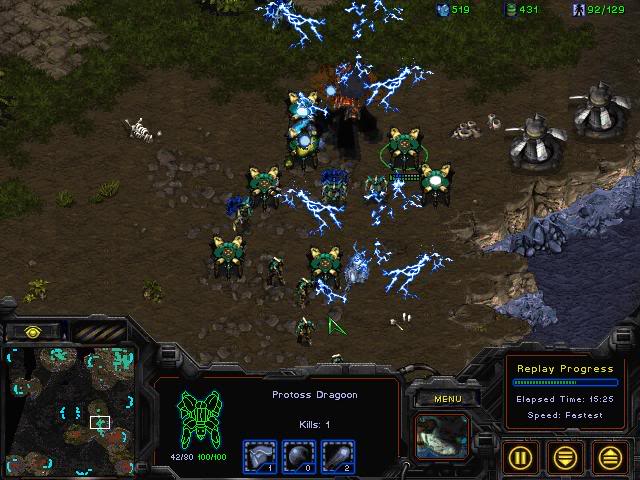 519 431 92/129
Replay Progress
Elapsed Time: 15:25
Speed: Fastest
Protoss Dragoon
Kills: 1
MENU
42/90 100/100
1 0 2